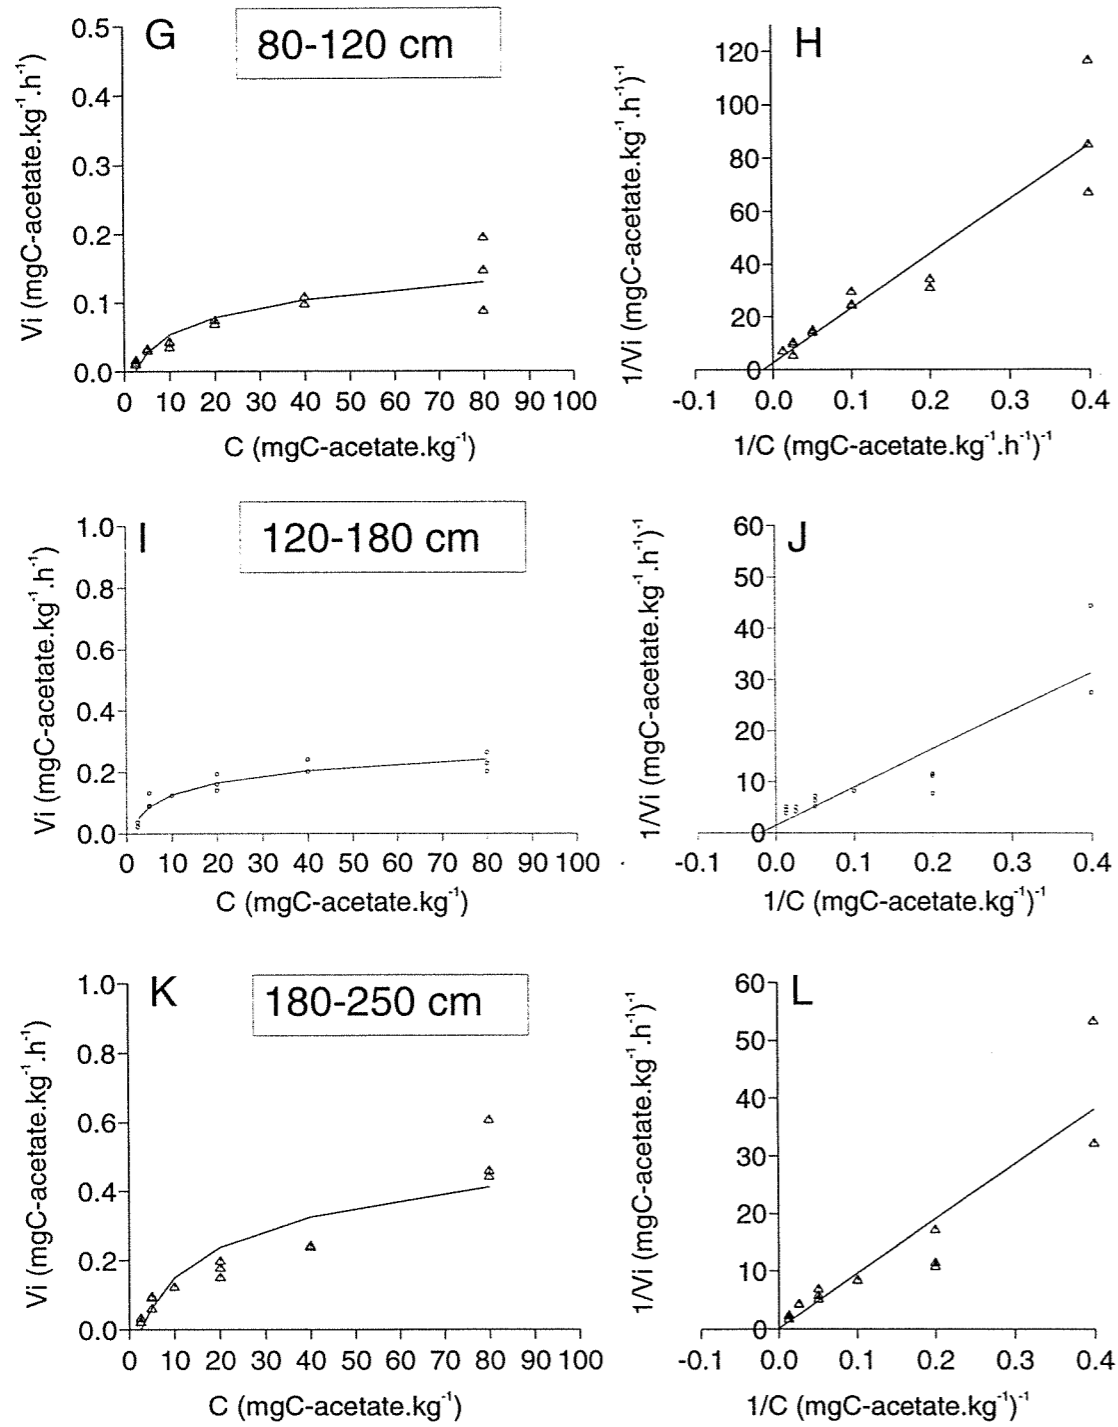 G
80-120 cm
0.5
0.4
0.3
0.2
0.1
0.0
Vi (mgC-acetate.kg⁻¹.h⁻¹)
0 10 20 30 40 50 60 70 80 90 100
C (mgC-acetate.kg⁻¹)
H
120
100
80
60
40
20
0
1/Vi (mgC-acetate.kg⁻¹.h⁻¹)⁻¹
-0.1 0.0 0.1 0.2 0.3 0.4
1/C (mgC-acetate.kg⁻¹.h⁻¹)⁻¹
I
120-180 cm
1.0
0.8
0.6
0.4
0.2
0.0
Vi (mgC-acetate.kg⁻¹.h⁻¹)
0 10 20 30 40 50 60 70 80 90 100
C (mgC-acetate.kg⁻¹)
J
60
50
40
30
20
10
0
1/Vi (mgC-acetate.kg⁻¹.h⁻¹)⁻¹
-0.1 0.0 0.1 0.2 0.3 0.4
1/C (mgC-acetate.kg⁻¹)⁻¹
K
180-250 cm
1.0
0.8
0.6
0.4
0.2
0.0
Vi (mgC-acetate.kg⁻¹.h⁻¹)
0 10 20 30 40 50 60 70 80 90 100
C (mgC-acetate.kg⁻¹)
L
60
50
40
30
20
10
0
1/Vi (mgC-acetate.kg⁻¹.h⁻¹)⁻¹
-0.1 0.0 0.1 0.2 0.3 0.4
1/C (mgC-acetate.kg⁻¹)⁻¹